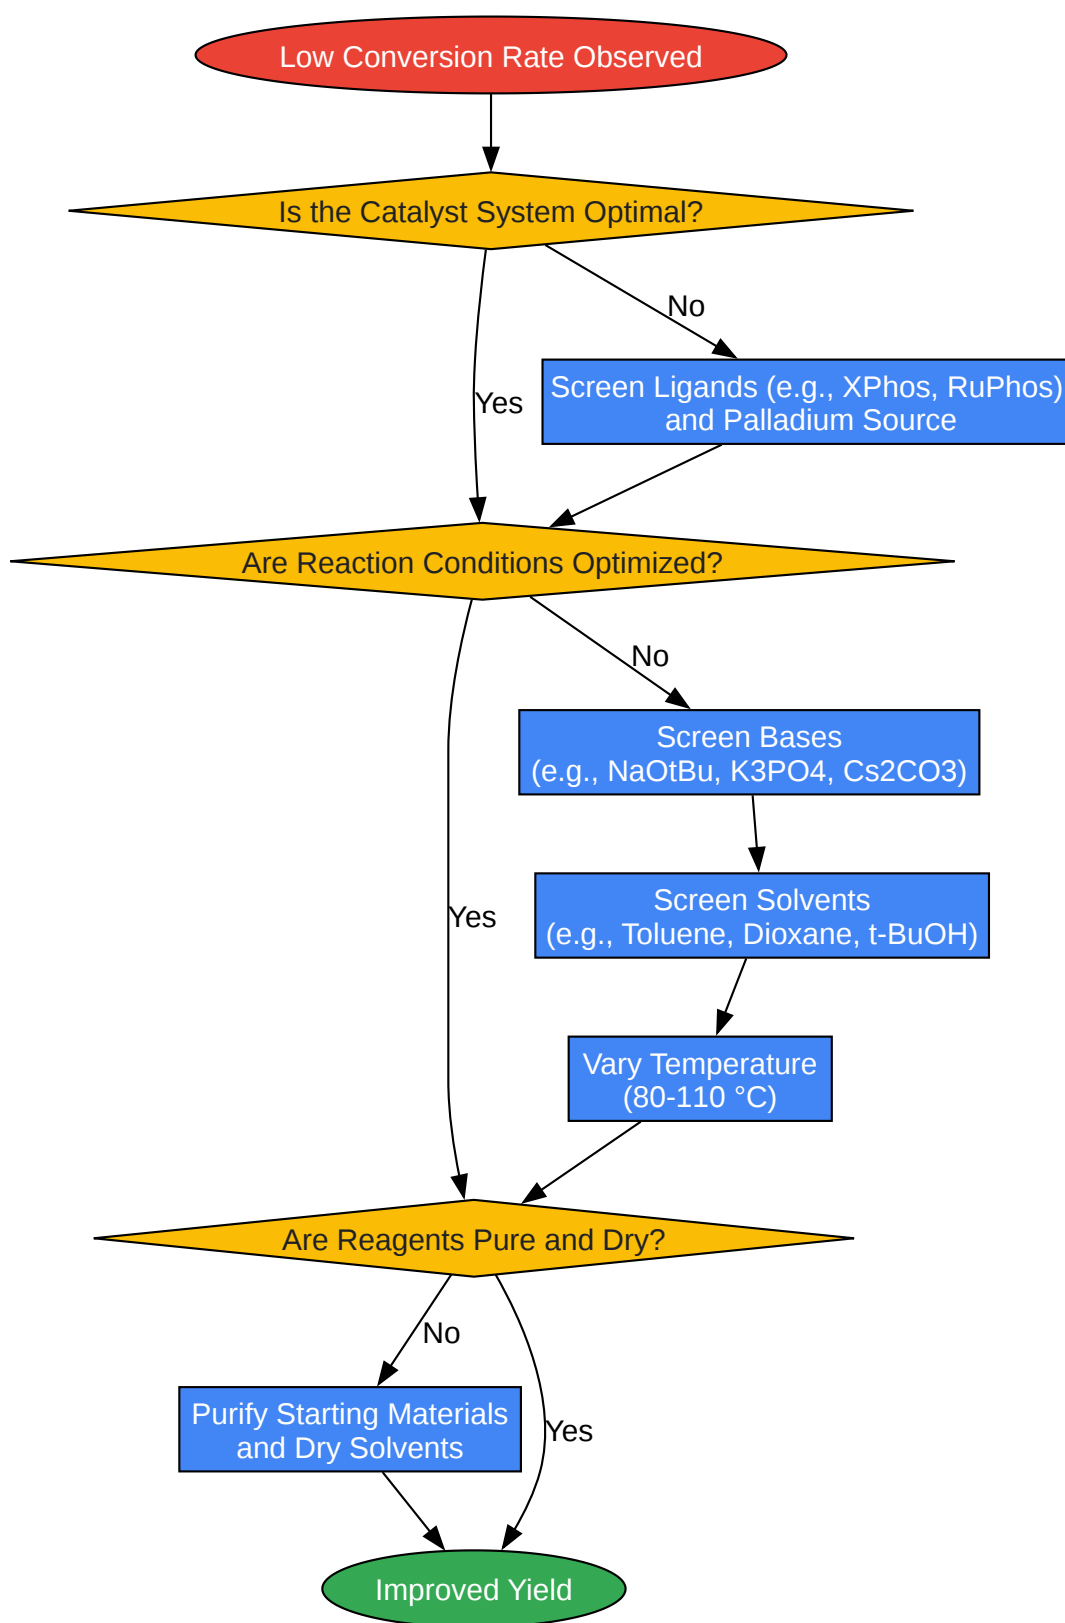 Low Conversion Rate Observed
Is the Catalyst System Optimal?
No
Screen Ligands (e.g., XPhos, RuPhos)
and Palladium Source
Yes
Are Reaction Conditions Optimized?
No
Screen Bases
(e.g., NaOtBu, K3PO4, Cs2CO3)
Screen Solvents
(e.g., Toluene, Dioxane, t-BuOH)
Yes
Vary Temperature
(80-110 °C)
Are Reagents Pure and Dry?
No
Purify Starting Materials
and Dry Solvents
Yes
Improved Yield